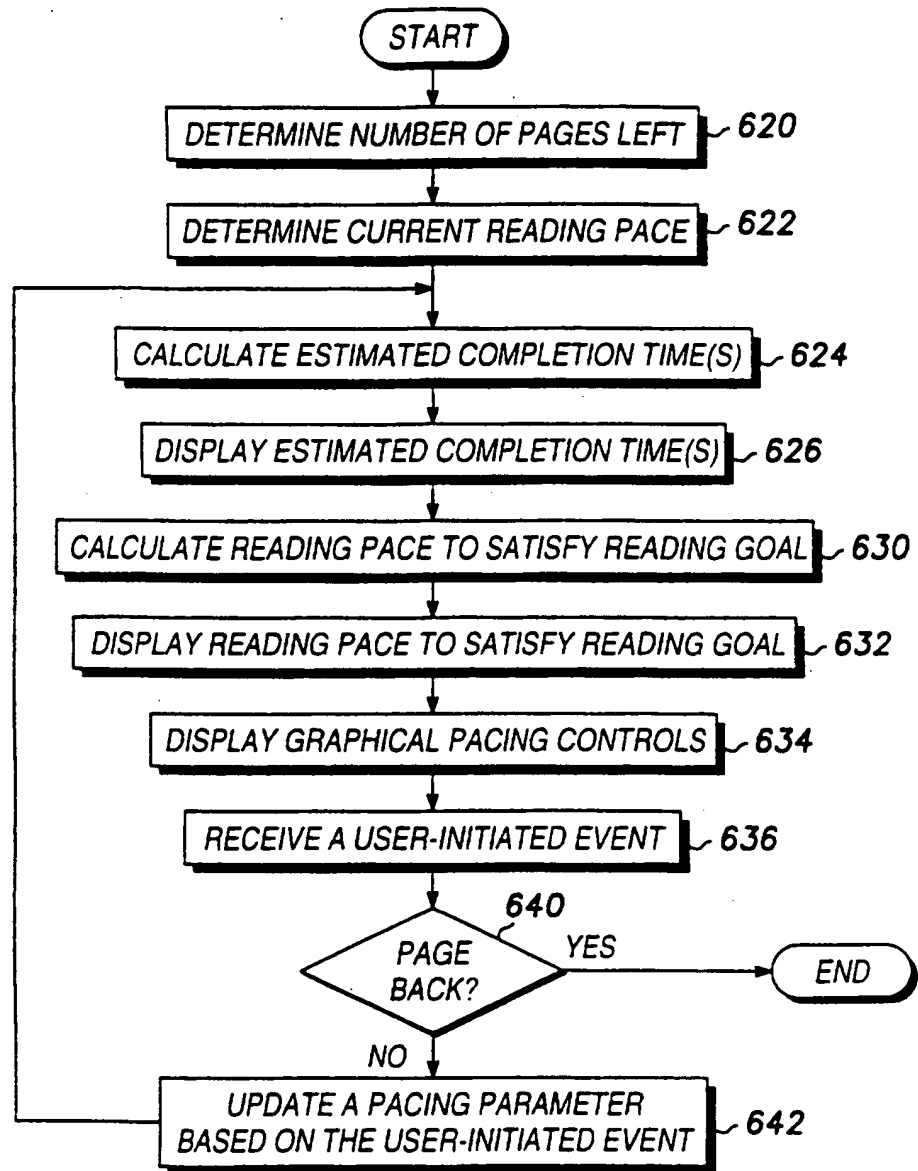 START
DETERMINE NUMBER OF PAGES LEFT 620
DETERMINE CURRENT READING PACE 622
CALCULATE ESTIMATED COMPLETION TIME(S) 624
DISPLAY ESTIMATED COMPLETION TIME(S) 626
CALCULATE READING PACE TO SATISFY READING GOAL 630
DISPLAY READING PACE TO SATISFY READING GOAL 632
DISPLAY GRAPHICAL PACING CONTROLS 634
RECEIVE A USER-INITIATED EVENT 636
640
PAGE
BACK?
YES
END
NO
UPDATE A PACING PARAMETER
BASED ON THE USER-INITIATED EVENT 642